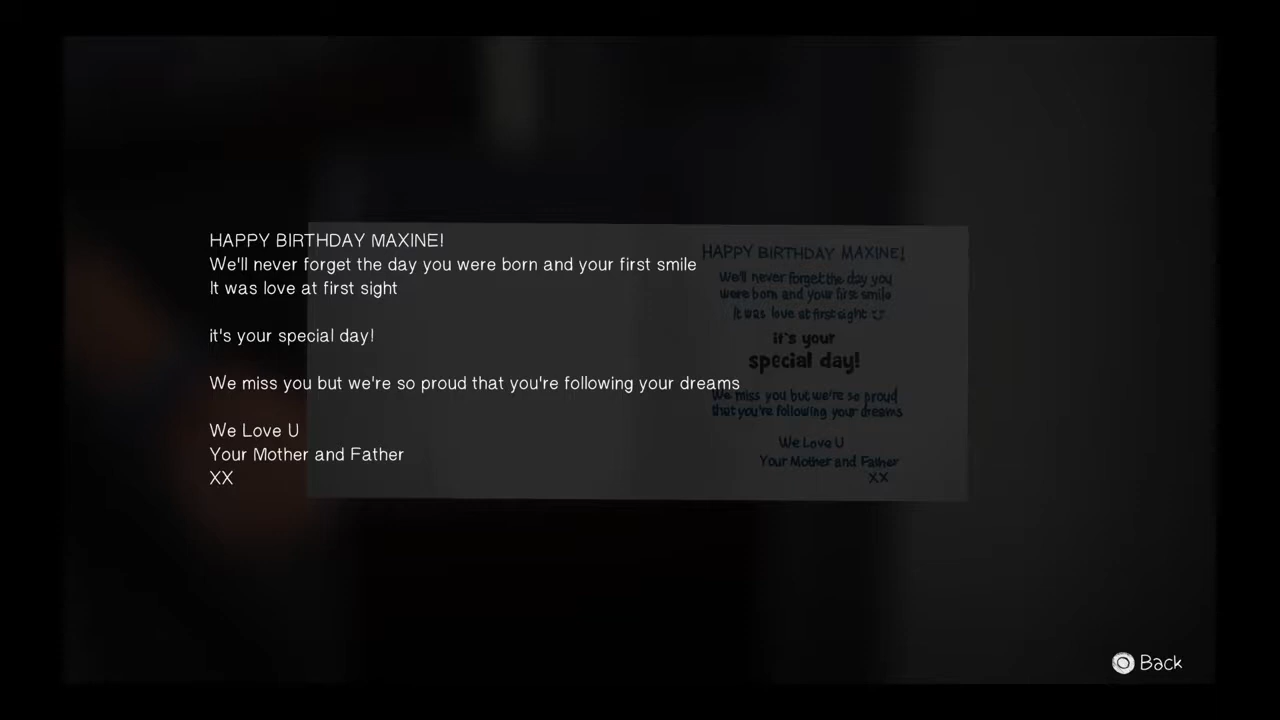 HAPPY BIRTHDAY MAXINE!
We'll never forget the day you were born and your first smile
It was love at first sight
it's your special day!
We miss you but we're so proud that you're following your dreams
We Love U
Your Mother and Father
XX
HAPPY BIRTHDAY MAXINE!
We'll never forget the day you
were born and your first smile
It was love at first sight :)
it's your
special day!
We miss you but we're so proud
that you're following your dreams
We Love U
Your Mother and Father
XX
Back